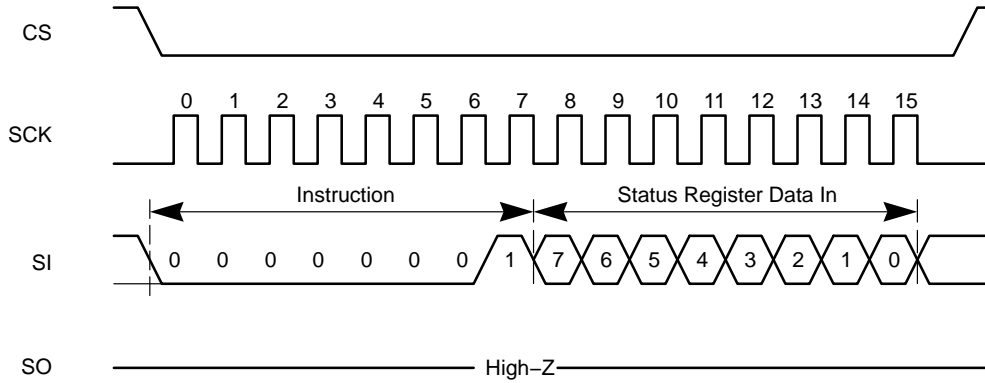 CS
0 1 2 3 4 5 6 7 8 9 10 11 12 13 14 15
SCK
Instruction Status Register Data In
SI 0 0 0 0 0 0 0 1 7 6 5 4 3 2 1 0
SO High−Z